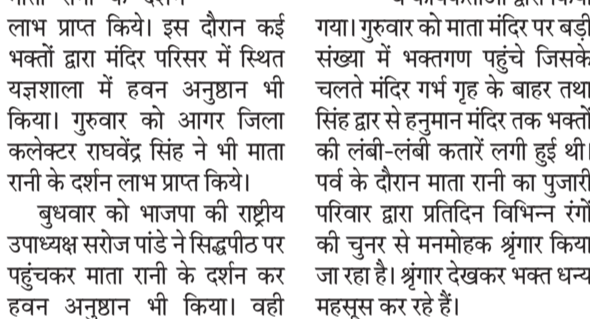 माता रानी के दर्शन
लाभ प्राप्त किये। इस दौरान कई
भक्तों द्वारा मंदिर परिसर में स्थित
यज्ञशाला में हवन अनुष्ठान भी
किया। गुरुवार को आगर जिला
कलेक्टर राघवेंद्र सिंह ने भी माता
रानी के दर्शन लाभ प्राप्त किये।
बुधवार को भाजपा की राष्ट्रीय
उपाध्यक्ष सरोज पांडे ने सिद्धपीठ पर
पहुंचकर माता रानी के दर्शन कर
हवन अनुष्ठान भी किया। वही
गया। गुरुवार को माता मंदिर पर बड़ी
संख्या में भक्तगण पहुंचे जिसके
चलते मंदिर गर्भ गृह के बाहर तथा
सिंह द्वार से हनुमान मंदिर तक भक्तों
की लंबी-लंबी कतारें लगी हुई थी।
पर्व के दौरान माता रानी का पुजारी
परिवार द्वारा प्रतिदिन विभिन्न रंगों
की चुनर से मनमोहक श्रृंगार किया
जा रहा है। श्रृंगार देखकर भक्त धन्य
महसूस कर रहे हैं।